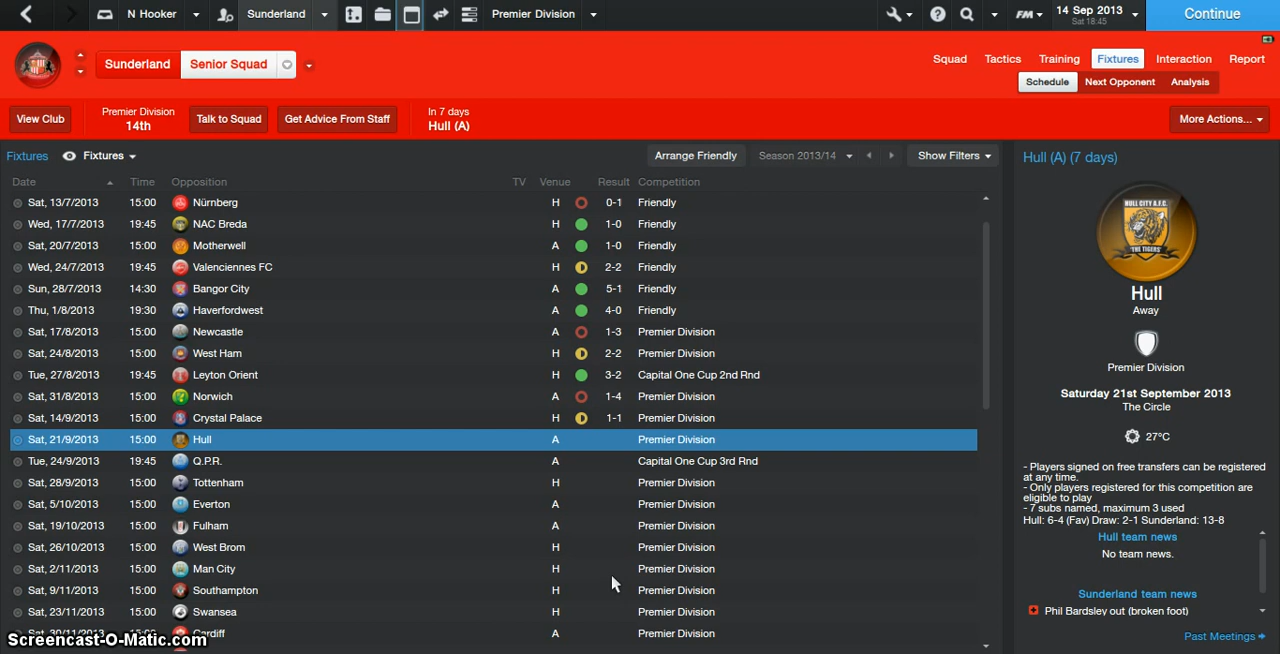 N Hooker Sunderland Premier Division FM 14 Sep 2013 Continue
Sat 18:45
Sunderland Senior Squad Squad Tactics Training Fixtures Interaction Report
Schedule Next Opponent Analysis
View Club Premier Division Talk to Squad Get Advice From Staff In 7 days More Actions...
14th Hull (A)
Fixtures Fixtures Arrange Friendly Season 2013/14 Show Filters
Date Time Opposition TV Venue Result Competition
Sat, 13/7/2013 15:00 Nürnberg H 0-1 Friendly
Wed, 17/7/2013 19:45 NAC Breda H 1-0 Friendly
Sat, 20/7/2013 15:00 Motherwell A 1-0 Friendly
Wed, 24/7/2013 19:45 Valenciennes FC H 2-2 Friendly
Sun, 28/7/2013 14:30 Bangor City A 5-1 Friendly
Thu, 1/8/2013 19:30 Haverfordwest A 4-0 Friendly
Sat, 17/8/2013 15:00 Newcastle A 1-3 Premier Division
Sat, 24/8/2013 15:00 West Ham H 2-2 Premier Division
Tue, 27/8/2013 19:45 Leyton Orient H 3-2 Capital One Cup 2nd Rnd
Sat, 31/8/2013 15:00 Norwich A 1-4 Premier Division
Sat, 14/9/2013 15:00 Crystal Palace H 1-1 Premier Division
Sat, 21/9/2013 15:00 Hull A Premier Division
Tue, 24/9/2013 19:45 Q.P.R. A Capital One Cup 3rd Rnd
Sat, 28/9/2013 15:00 Tottenham H Premier Division
Sat, 5/10/2013 15:00 Everton A Premier Division
Sat, 19/10/2013 15:00 Fulham A Premier Division
Sat, 26/10/2013 15:00 West Brom H Premier Division
Sat, 2/11/2013 15:00 Man City H Premier Division
Sat, 9/11/2013 15:00 Southampton H Premier Division
Sat, 23/11/2013 15:00 Swansea H Premier Division
Sat, 30/11/2013 15:00 Cardiff A Premier Division
Screencast-O-Matic.com
Hull (A) (7 days)
HULL CITY A.F.C.
THE TIGERS
Hull
Away
Premier Division
Saturday 21st September 2013
The Circle
27°C
- Players signed on free transfers can be registered
at any time.
- Only players registered for this competition are
eligible to play
- 7 subs named, maximum 3 used
Hull: 6-4 (Fav) Draw: 2-1 Sunderland: 13-8
Hull team news
No team news.
Sunderland team news
Phil Bardsley out (broken foot)
Past Meetings